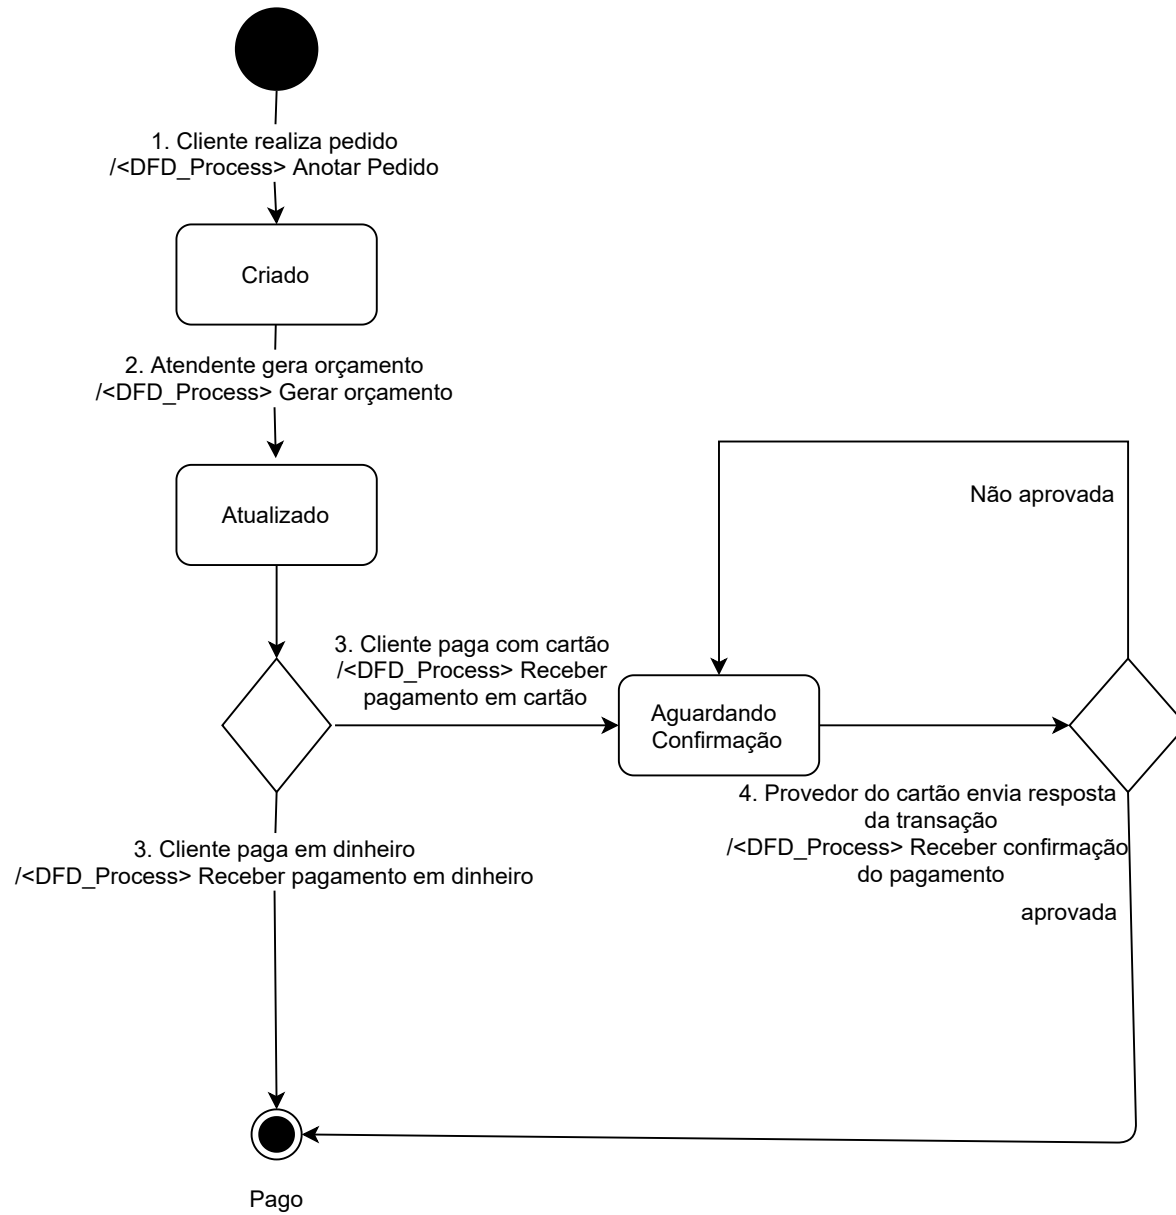 1. Cliente realiza pedido
/<DFD_Process> Anotar Pedido
Criado
2. Atendente gera orçamento
/<DFD_Process> Gerar orçamento
Atualizado
Não aprovada
3. Cliente paga com cartão
/<DFD_Process> Receber
pagamento em cartão
Aguardando
Confirmação
4. Provedor do cartão envia resposta
da transação
/<DFD_Process> Receber confirmação
do pagamento
3. Cliente paga em dinheiro
/<DFD_Process> Receber pagamento em dinheiro
aprovada
Pago